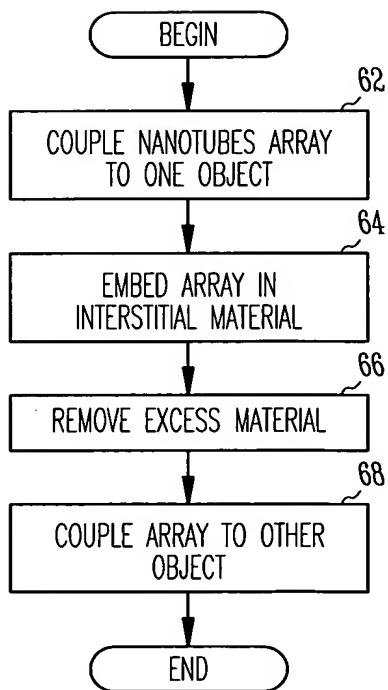 BEGIN
62
COUPLE NANOTUBES ARRAY
TO ONE OBJECT
64
EMBED ARRAY IN
INTERSTITIAL MATERIAL
66
REMOVE EXCESS MATERIAL
68
COUPLE ARRAY TO OTHER
OBJECT
END